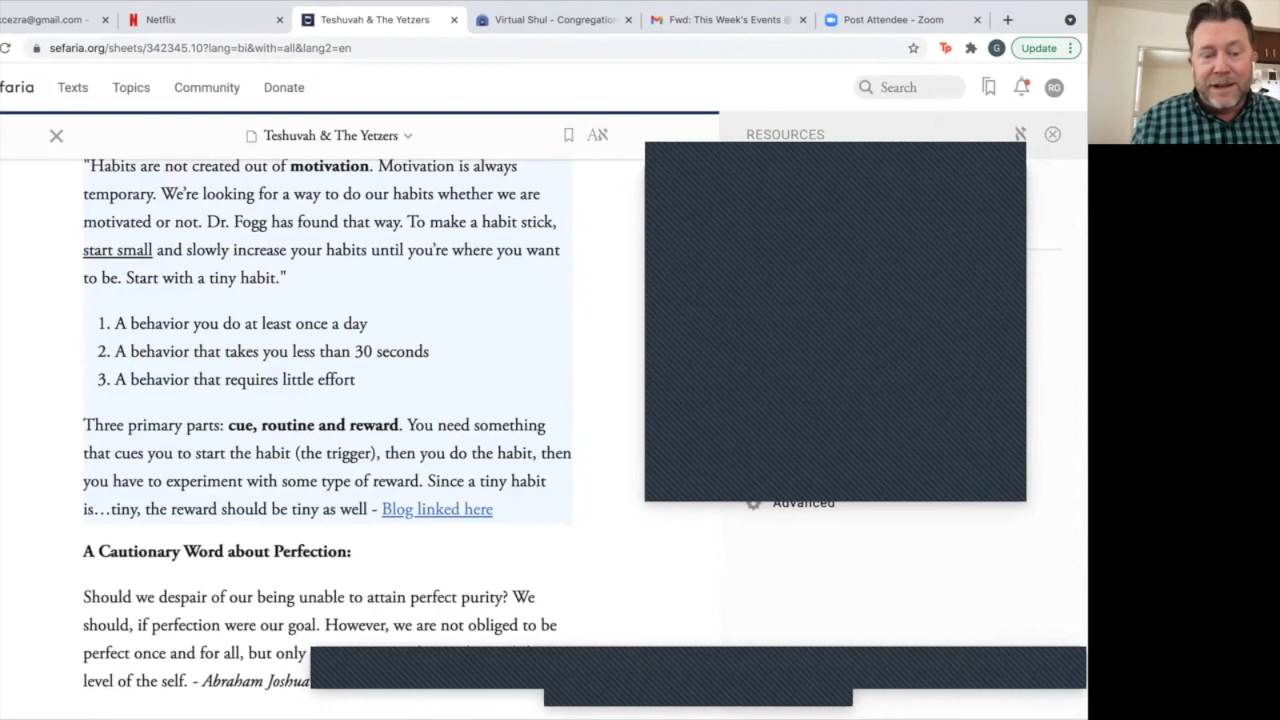 kcezra@gmail.com -
Netflix
Teshuvah & The Yetzers
Virtual Shul - Congregation
Fwd: This Week's Events @
Post Attendee - Zoom
sefaria.org/sheets/342345.10?lang=bi&with=all&lang2=en
Tp
G
Update
faria
Texts
Topics
Community
Donate
Search
RD
Teshuvah & The Yetzers
RESOURCES
"Habits are not created out of motivation. Motivation is always
temporary. We're looking for a way to do our habits whether we are
motivated or not. Dr. Fogg has found that way. To make a habit stick,
start small and slowly increase your habits until you're where you want
to be. Start with a tiny habit."
1. A behavior you do at least once a day
2. A behavior that takes you less than 30 seconds
3. A behavior that requires little effort
Three primary parts: cue, routine and reward. You need something
that cues you to start the habit (the trigger), then you do the habit, then
you have to experiment with some type of reward. Since a tiny habit
is…tiny, the reward should be tiny as well - Blog linked here
Advanced
A Cautionary Word about Perfection:
Should we despair of our being unable to attain perfect purity? We
should, if perfection were our goal. However, we are not obliged to be
perfect once and for all, but only
level of the self. - Abraham Joshua